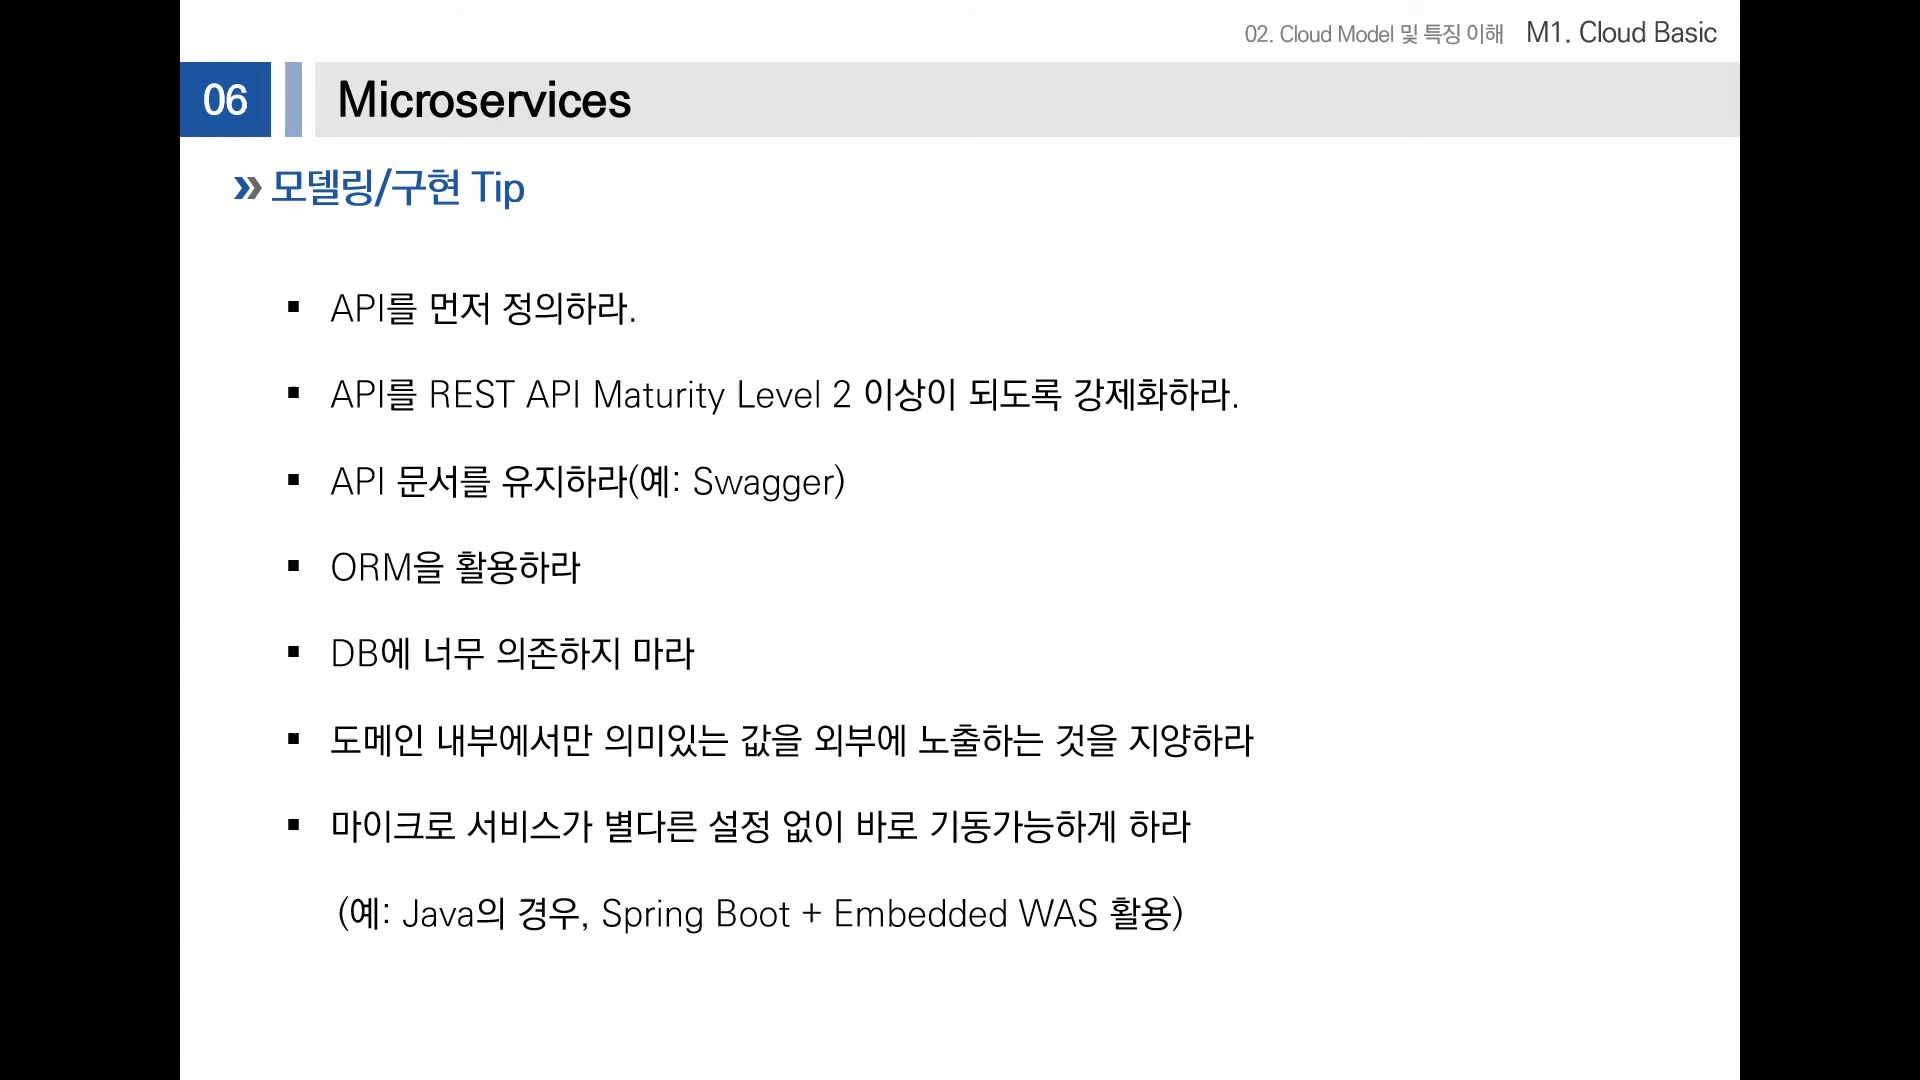 02. Cloud Model 및 특징 이해 M1. Cloud Basic
06 Microservices
» 모델링/구현 Tip
▪ API를 먼저 정의하라.
▪ API를 REST API Maturity Level 2 이상이 되도록 강제화하라.
▪ API 문서를 유지하라(예: Swagger)
▪ ORM을 활용하라
▪ DB에 너무 의존하지 마라
▪ 도메인 내부에서만 의미있는 값을 외부에 노출하는 것을 지양하라
▪ 마이크로 서비스가 별다른 설정 없이 바로 기동가능하게 하라
(예: Java의 경우, Spring Boot + Embedded WAS 활용)